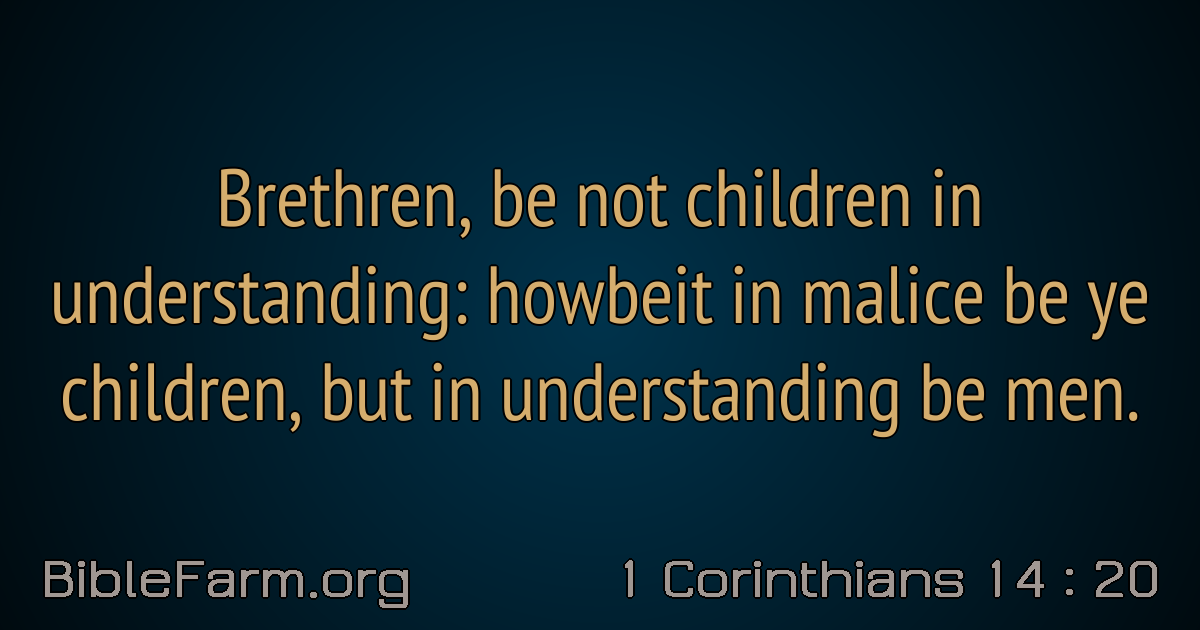 Brethren, be not children in
understanding: howbeit in malice be ye
children, but in understanding be men.
BibleFarm.org
1 Corinthians 14 : 20